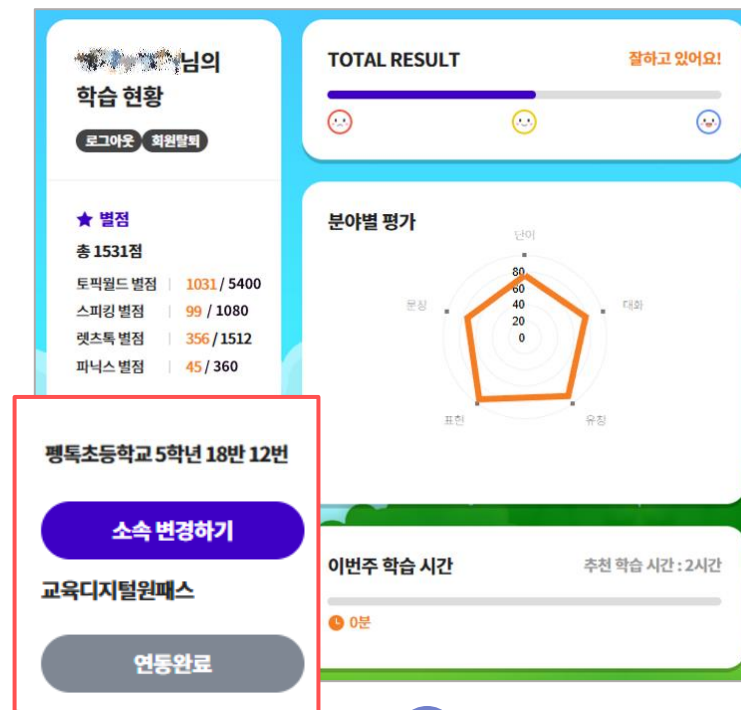 님의
학습 현황
로그아웃 회원탈퇴
★ 별점
총 1531점
토픽월드 별점 | 1031 / 5400
스피킹 별점 | 99 / 1080
렛츠톡 별점 | 356 / 1512
파닉스 별점 | 45 / 360
펭톡초등학교 5학년 18반 12번
소속 변경하기
교육디지털원패스
연동완료
TOTAL RESULT
잘하고 있어요!
분야별 평가
단어
80
60
40
20
0
문장
대화
표현
유창
이번주 학습 시간
추천 학습 시간 : 2시간
0분